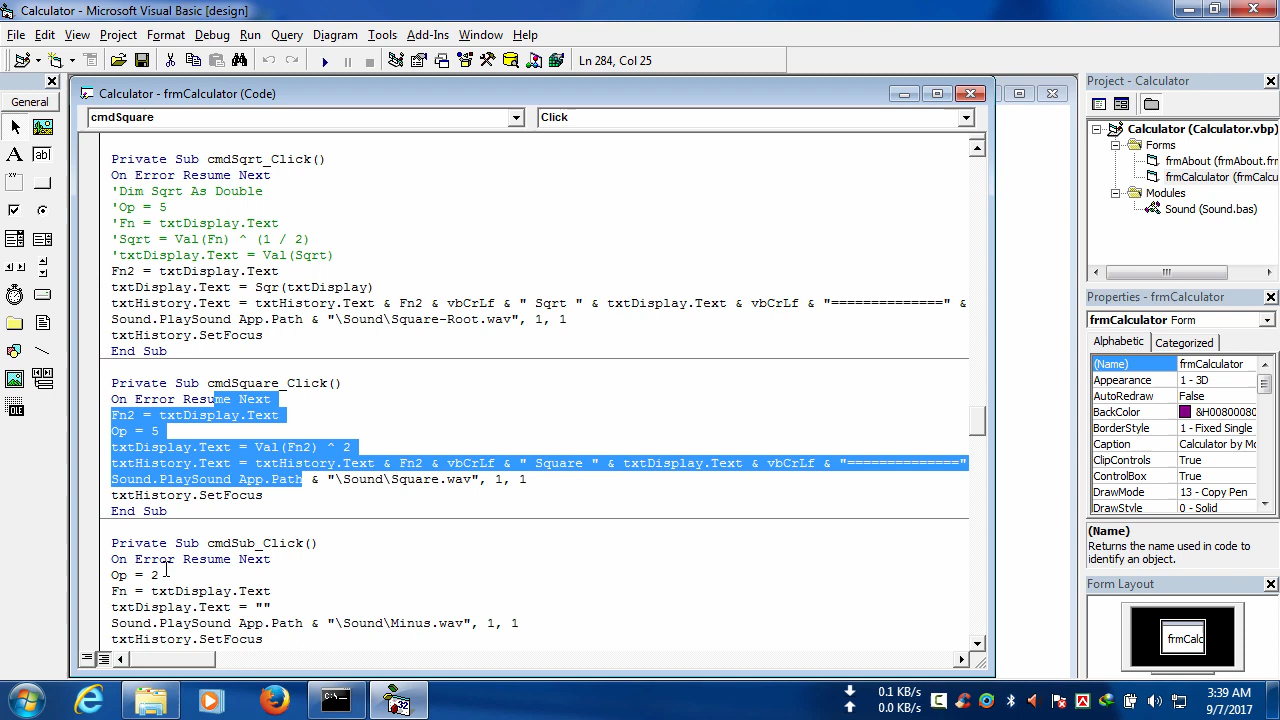 Calculator - Microsoft Visual Basic [design]
File Edit View Project Format Debug Run Query Diagram Tools Add-Ins Window Help
Ln 284, Col 25
General
A
ab|
OLE
Calculator - frmCalculator (Code)
cmdSquare
Click
Private Sub cmdSqrt_Click()
On Error Resume Next
'Dim Sqrt As Double
'Op = 5
'Fn = txtDisplay.Text
'Sqrt = Val(Fn) ^ (1 / 2)
'txtDisplay.Text = Val(Sqrt)
Fn2 = txtDisplay.Text
txtDisplay.Text = Sqr(txtDisplay)
txtHistory.Text = txtHistory.Text & Fn2 & vbCrLf & " Sqrt " & txtDisplay.Text & vbCrLf & "==============" &
Sound.PlaySound App.Path & "\Sound\Square-Root.wav", 1, 1
txtHistory.SetFocus
End Sub
Private Sub cmdSquare_Click()
On Error Resume Next
Fn2 = txtDisplay.Text
Op = 5
txtDisplay.Text = Val(Fn2) ^ 2
txtHistory.Text = txtHistory.Text & Fn2 & vbCrLf & " Square " & txtDisplay.Text & vbCrLf & "=============="
Sound.PlaySound App.Path & "\Sound\Square.wav", 1, 1
txtHistory.SetFocus
End Sub
Private Sub cmdSub_Click()
On Error Resume Next
Op = 2
Fn = txtDisplay.Text
txtDisplay.Text = ""
Sound.PlaySound App.Path & "\Sound\Minus.wav", 1, 1
txtHistory.SetFocus
Project - Calculator
Calculator (Calculator.vbp)
Forms
frmAbout (frmAbout.fr
frmCalculator (frmCalcu
Modules
Sound (Sound.bas)
Properties - frmCalculator
frmCalculator Form
Alphabetic Categorized
(Name) frmCalculator
Appearance 1 - 3D
AutoRedraw False
BackColor &H00800080
BorderStyle 1 - Fixed Single
Caption Calculator by Mo
ClipControls True
ControlBox True
DrawMode 13 - Copy Pen
DrawStyle 0 - Solid
(Name)
Returns the name used in code to
identify an object.
Form Layout
frmCalc
32
0.1 KB/s
0.0 KB/s
3:39 AM
9/7/2017